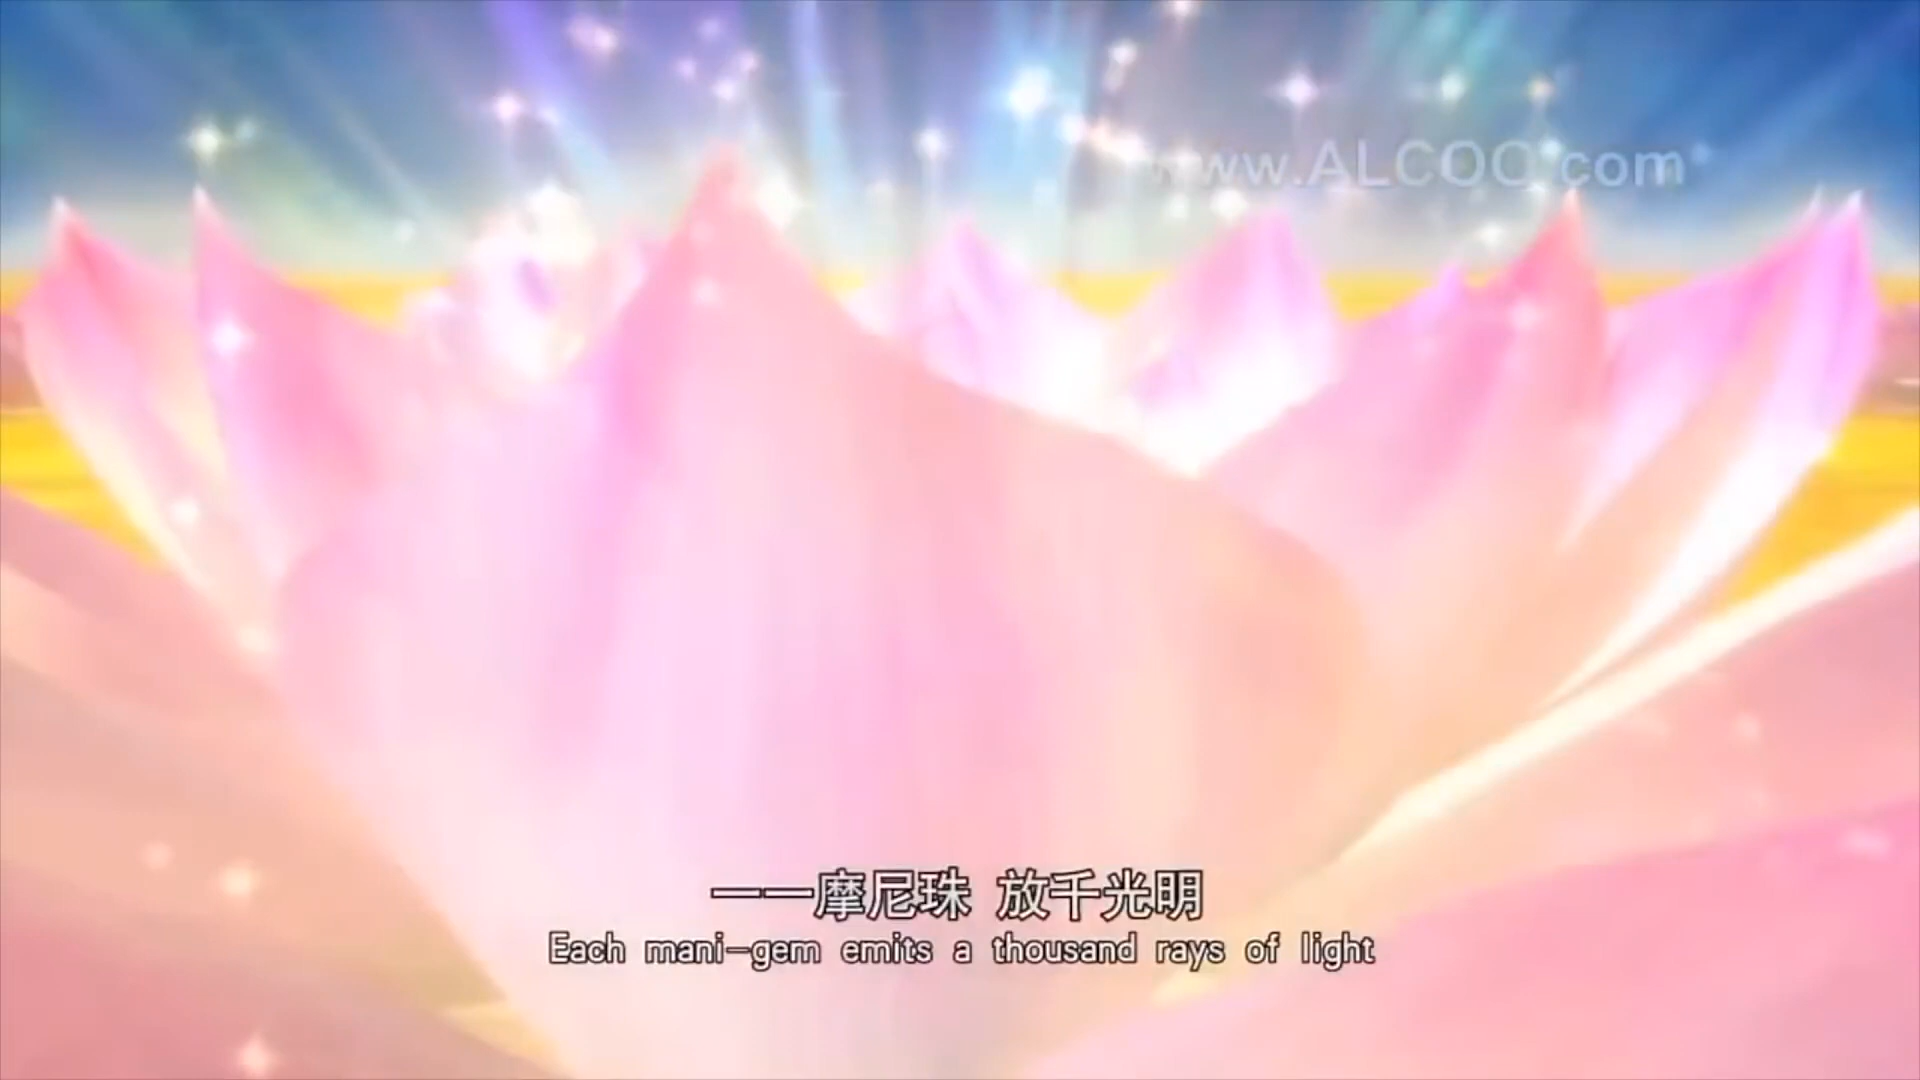 www.ALCOO.com
一一摩尼珠 放千光明
Each mani-gem emits a thousand rays of light